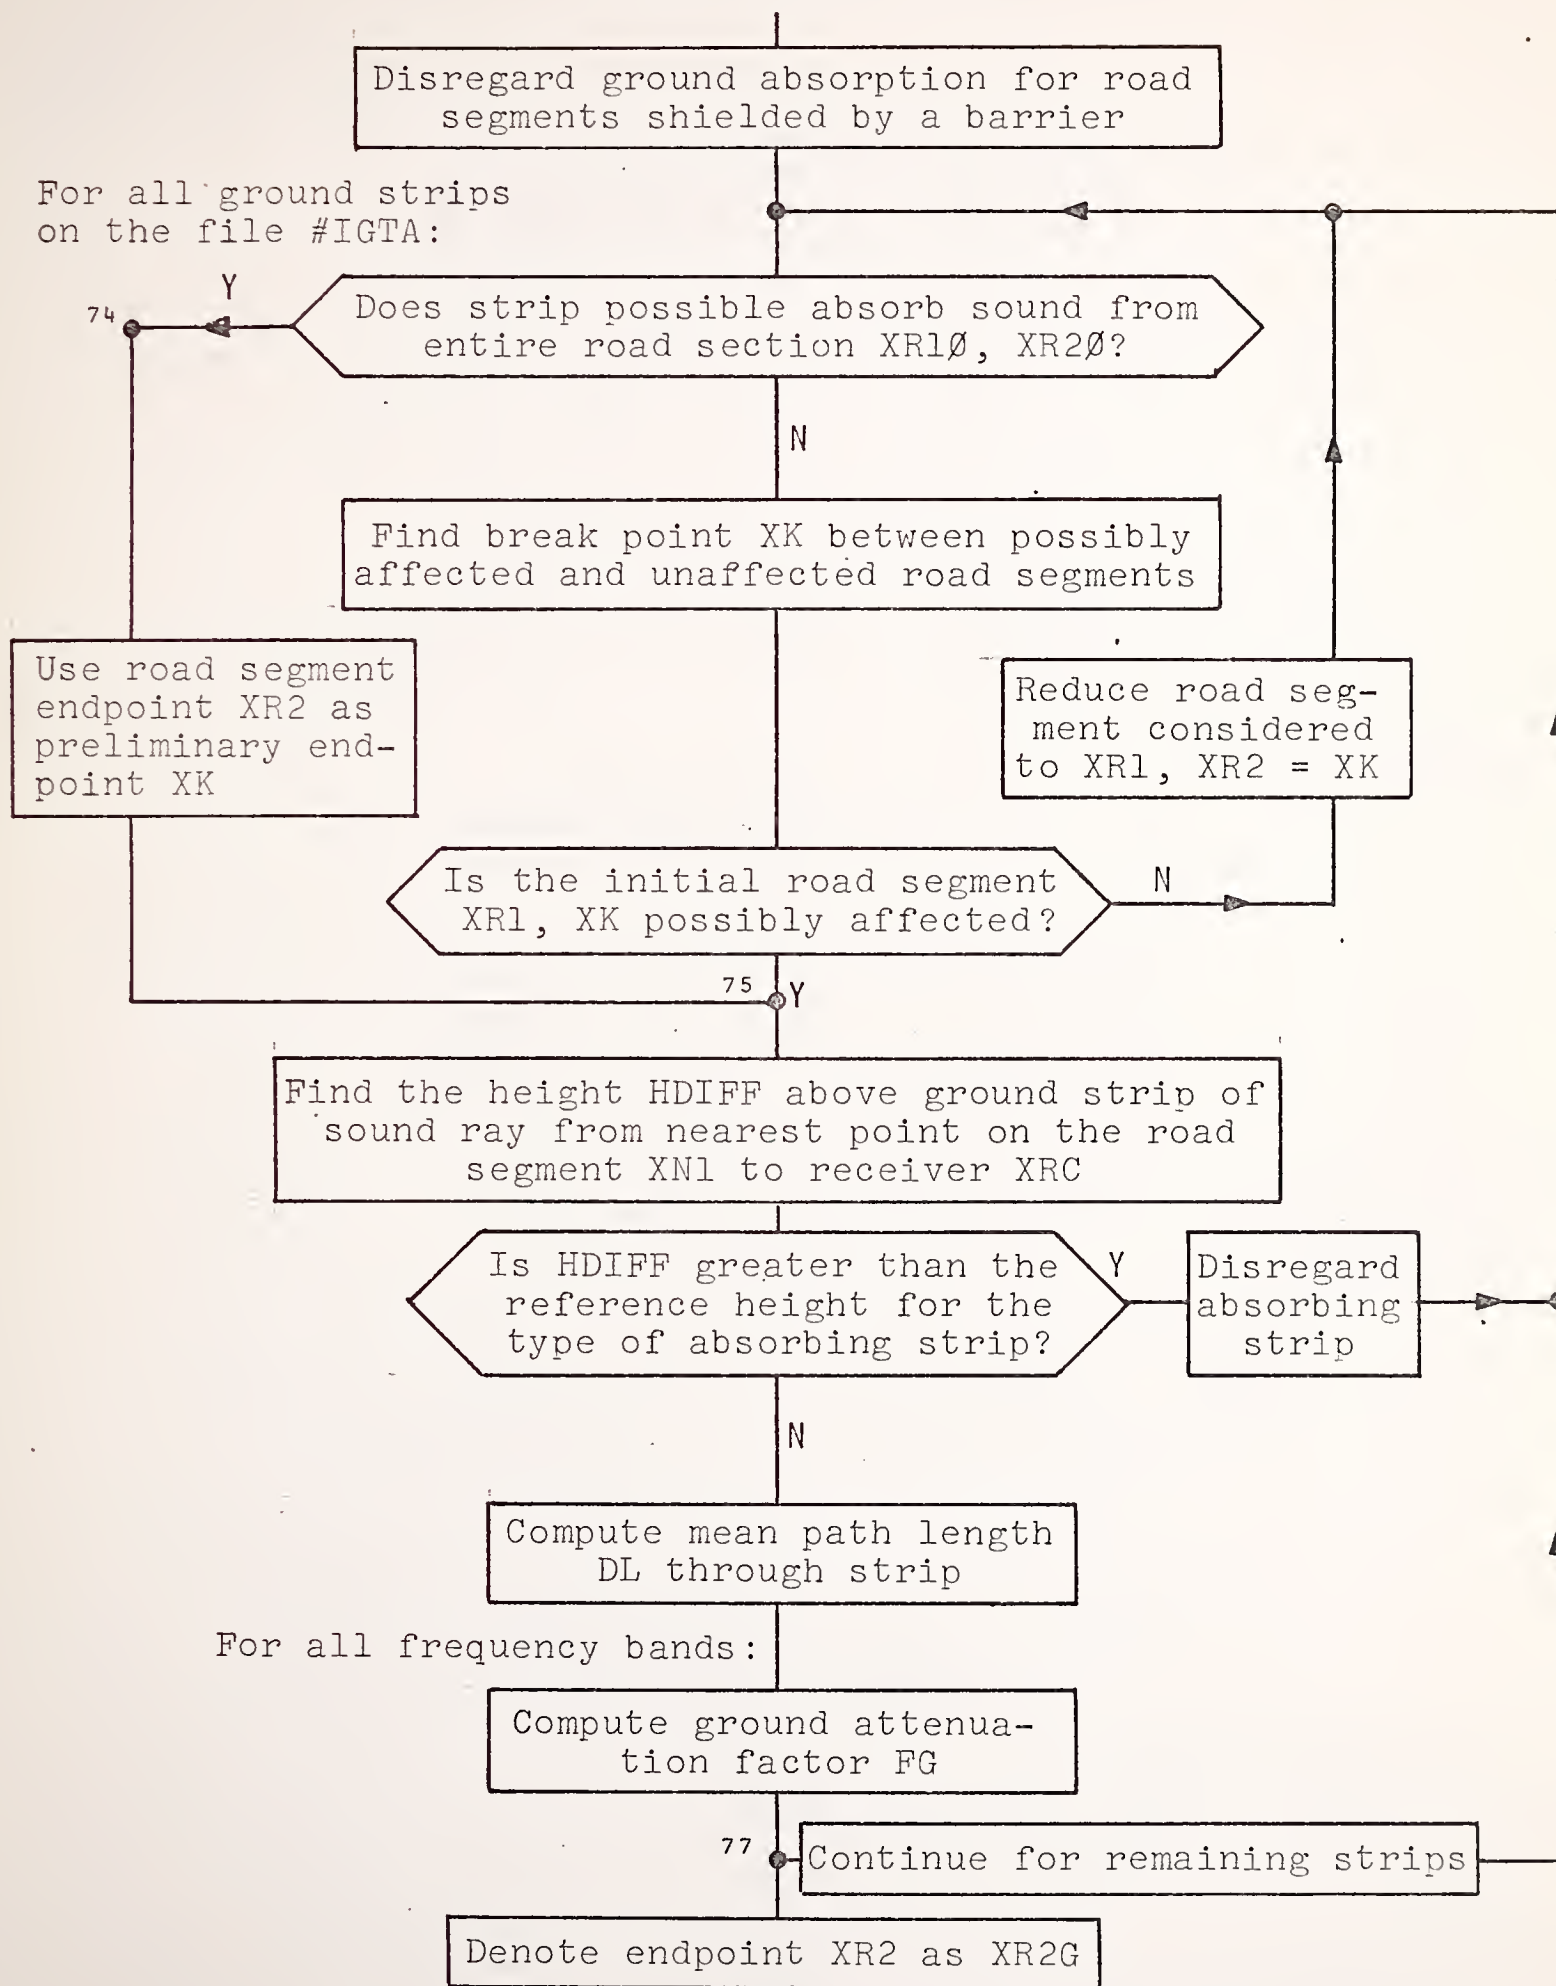 Disregard ground absorption for road
segments shielded by a barrier
For all ground strips
on the file #IGTA:
Y
74
Does strip possible absorb sound from
entire road section XR1Ø, XR2Ø?
N
Find break point XK between possibly
affected and unaffected road segments
Use road segment
endpoint XR2 as
preliminary end-
point XK
Reduce road seg-
ment considered
to XR1, XR2 = XK
Is the initial road segment
XR1, XK possibly affected?
N
75
Y
Find the height HDIFF above ground strip of
sound ray from nearest point on the road
segment XN1 to receiver XRC
Is HDIFF greater than the
reference height for the
type of absorbing strip?
Y
Disregard
absorbing
strip
N
Compute mean path length
DL through strip
For all frequency bands:
Compute ground attenua-
tion factor FG
77
Continue for remaining strips
Denote endpoint XR2 as XR2G